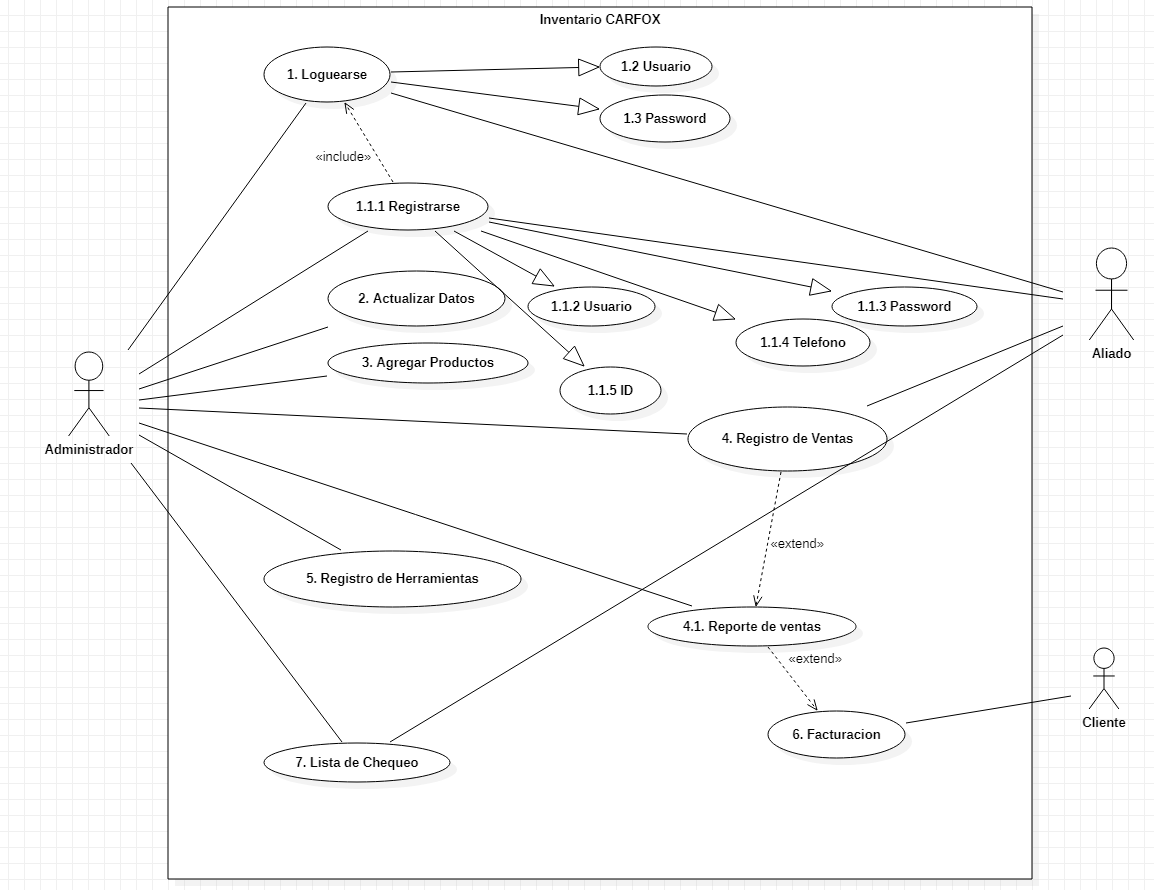 Inventario CARFOX
1. Loguearse
1.2 Usuario
1.3 Password
«include»
1.1.1 Registrarse
2. Actualizar Datos
1.1.2 Usuario
1.1.3 Password
1.1.4 Telefono
Aliado
3. Agregar Productos
1.1.5 ID
Administrador
4. Registro de Ventas
«extend»
5. Registro de Herramientas
4.1. Reporte de ventas
«extend»
Cliente
6. Facturacion
7. Lista de Chequeo